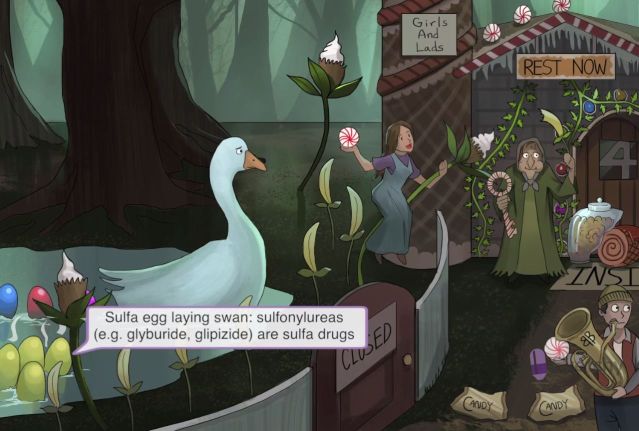 Girls
And
Lads
REST NOW
4
Sulfa egg laying swan: sulfonylureas
(e.g. glyburide, glipizide) are sulfa drugs
CLOSED
INSI
CANDY
CANDY